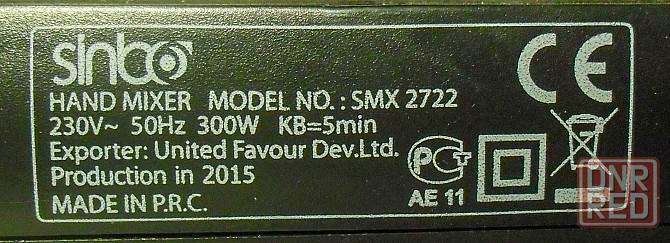 sinbo
HAND MIXER MODEL NO. : SMX 2722
230V~ 50Hz 300W KB=5min
Exporter: United Favour Dev.Ltd.
Production in 2015
MADE IN P.R.C.
CE
PCT
AE 11
DNR
RED